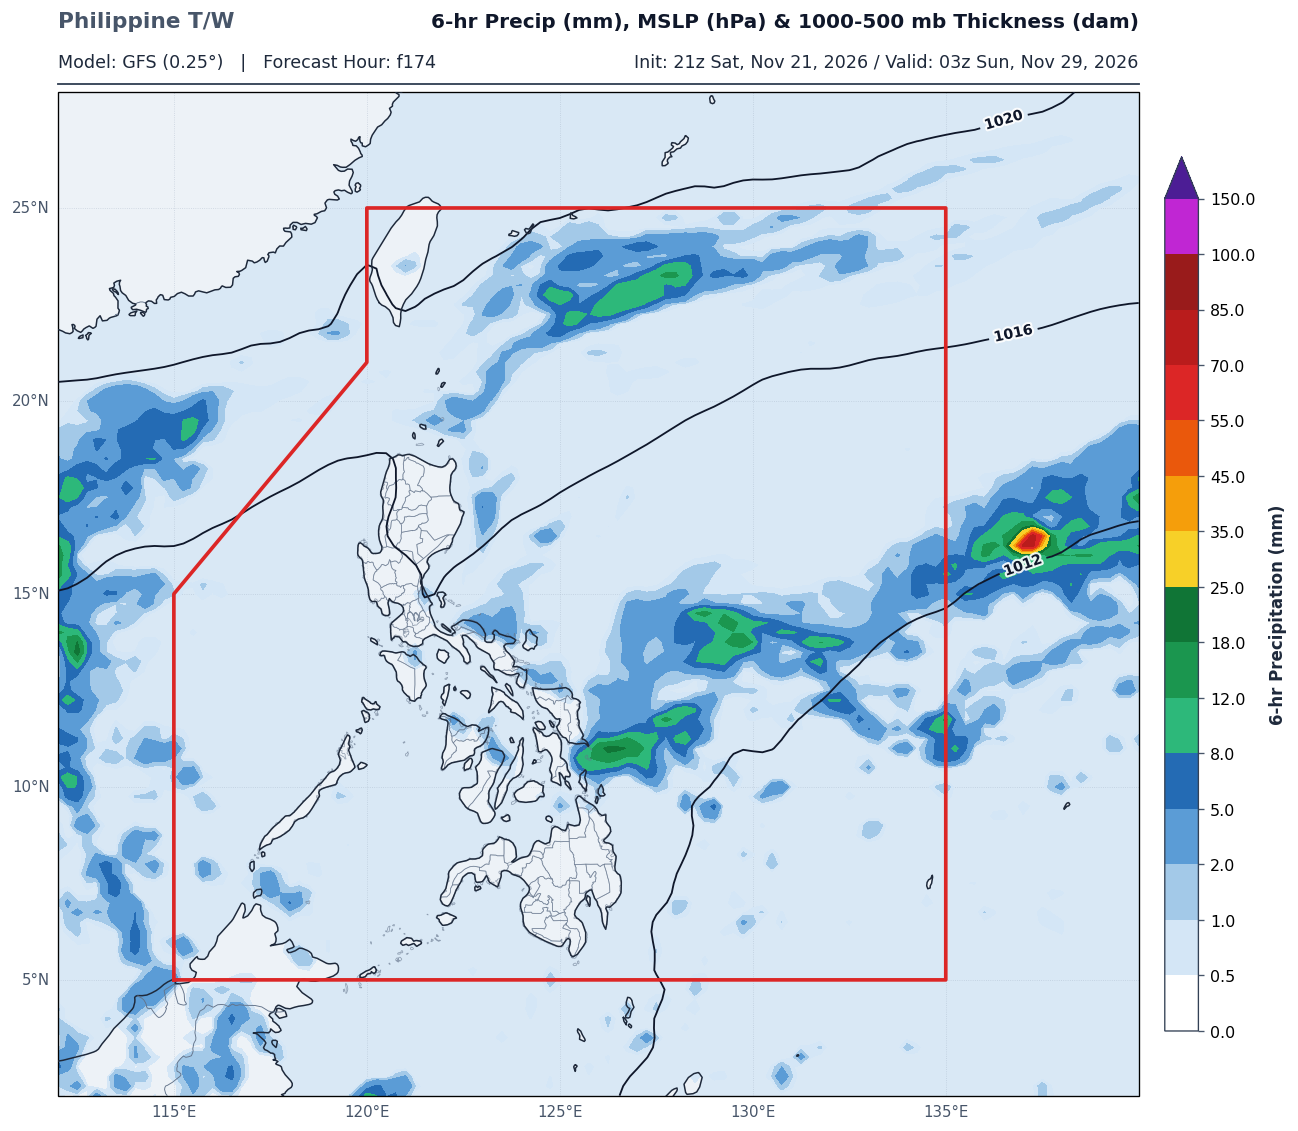 Philippine T/W
6-hr Precip (mm), MSLP (hPa) & 1000-500 mb Thickness (dam)
Model: GFS (0.25°) | Forecast Hour: f174
Init: 21z Sat, Nov 21, 2026 / Valid: 03z Sun, Nov 29, 2026
1020
1016
1012
25°N
20°N
15°N
10°N
5°N
115°E
120°E
125°E
130°E
135°E
150.0
100.0
85.0
70.0
55.0
45.0
35.0
25.0
18.0
12.0
8.0
5.0
2.0
1.0
0.5
0.0
6-hr Precipitation (mm)